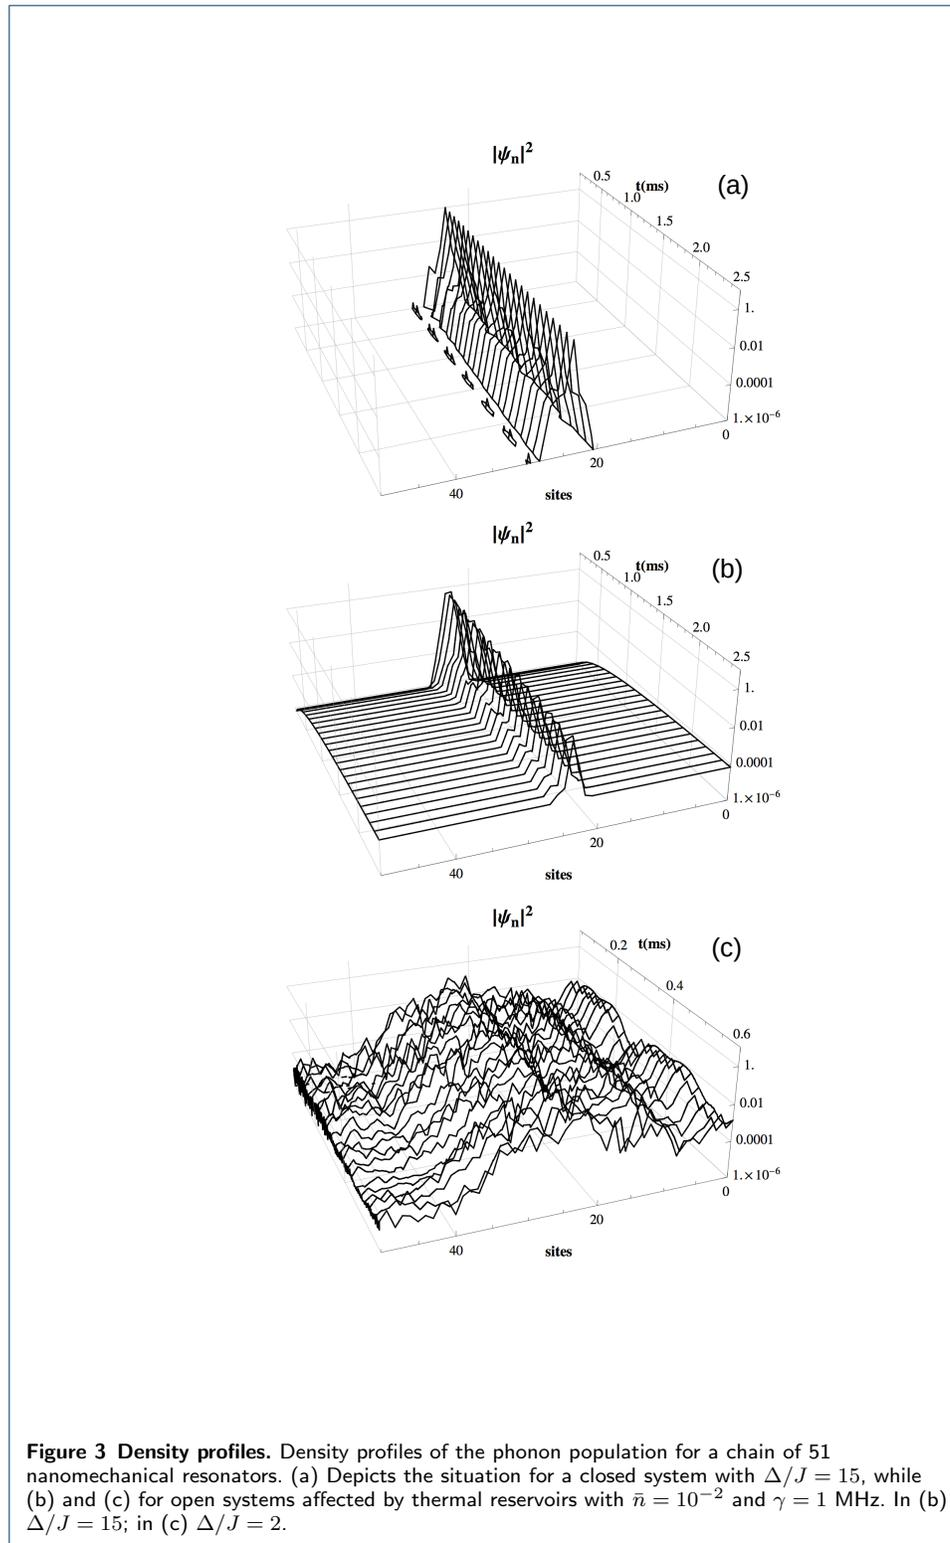 |ψn|²
(a)
0.5
t(ms)
1.0
1.5
2.0
2.5
1.
0.01
0.0001
1.×10⁻⁶
0
20
40
sites
|ψn|²
(b)
0.5
t(ms)
1.0
1.5
2.0
2.5
1.
0.01
0.0001
1.×10⁻⁶
0
20
40
sites
|ψn|²
(c)
0.2
t(ms)
0.4
0.6
1.
0.01
0.0001
1.×10⁻⁶
0
20
40
sites
Figure 3 Density profiles. Density profiles of the phonon population for a chain of 51
nanomechanical resonators. (a) Depicts the situation for a closed system with Δ/J = 15, while
(b) and (c) for open systems affected by thermal reservoirs with n̄ = 10⁻² and γ = 1 MHz. In (b)
Δ/J = 15; in (c) Δ/J = 2.